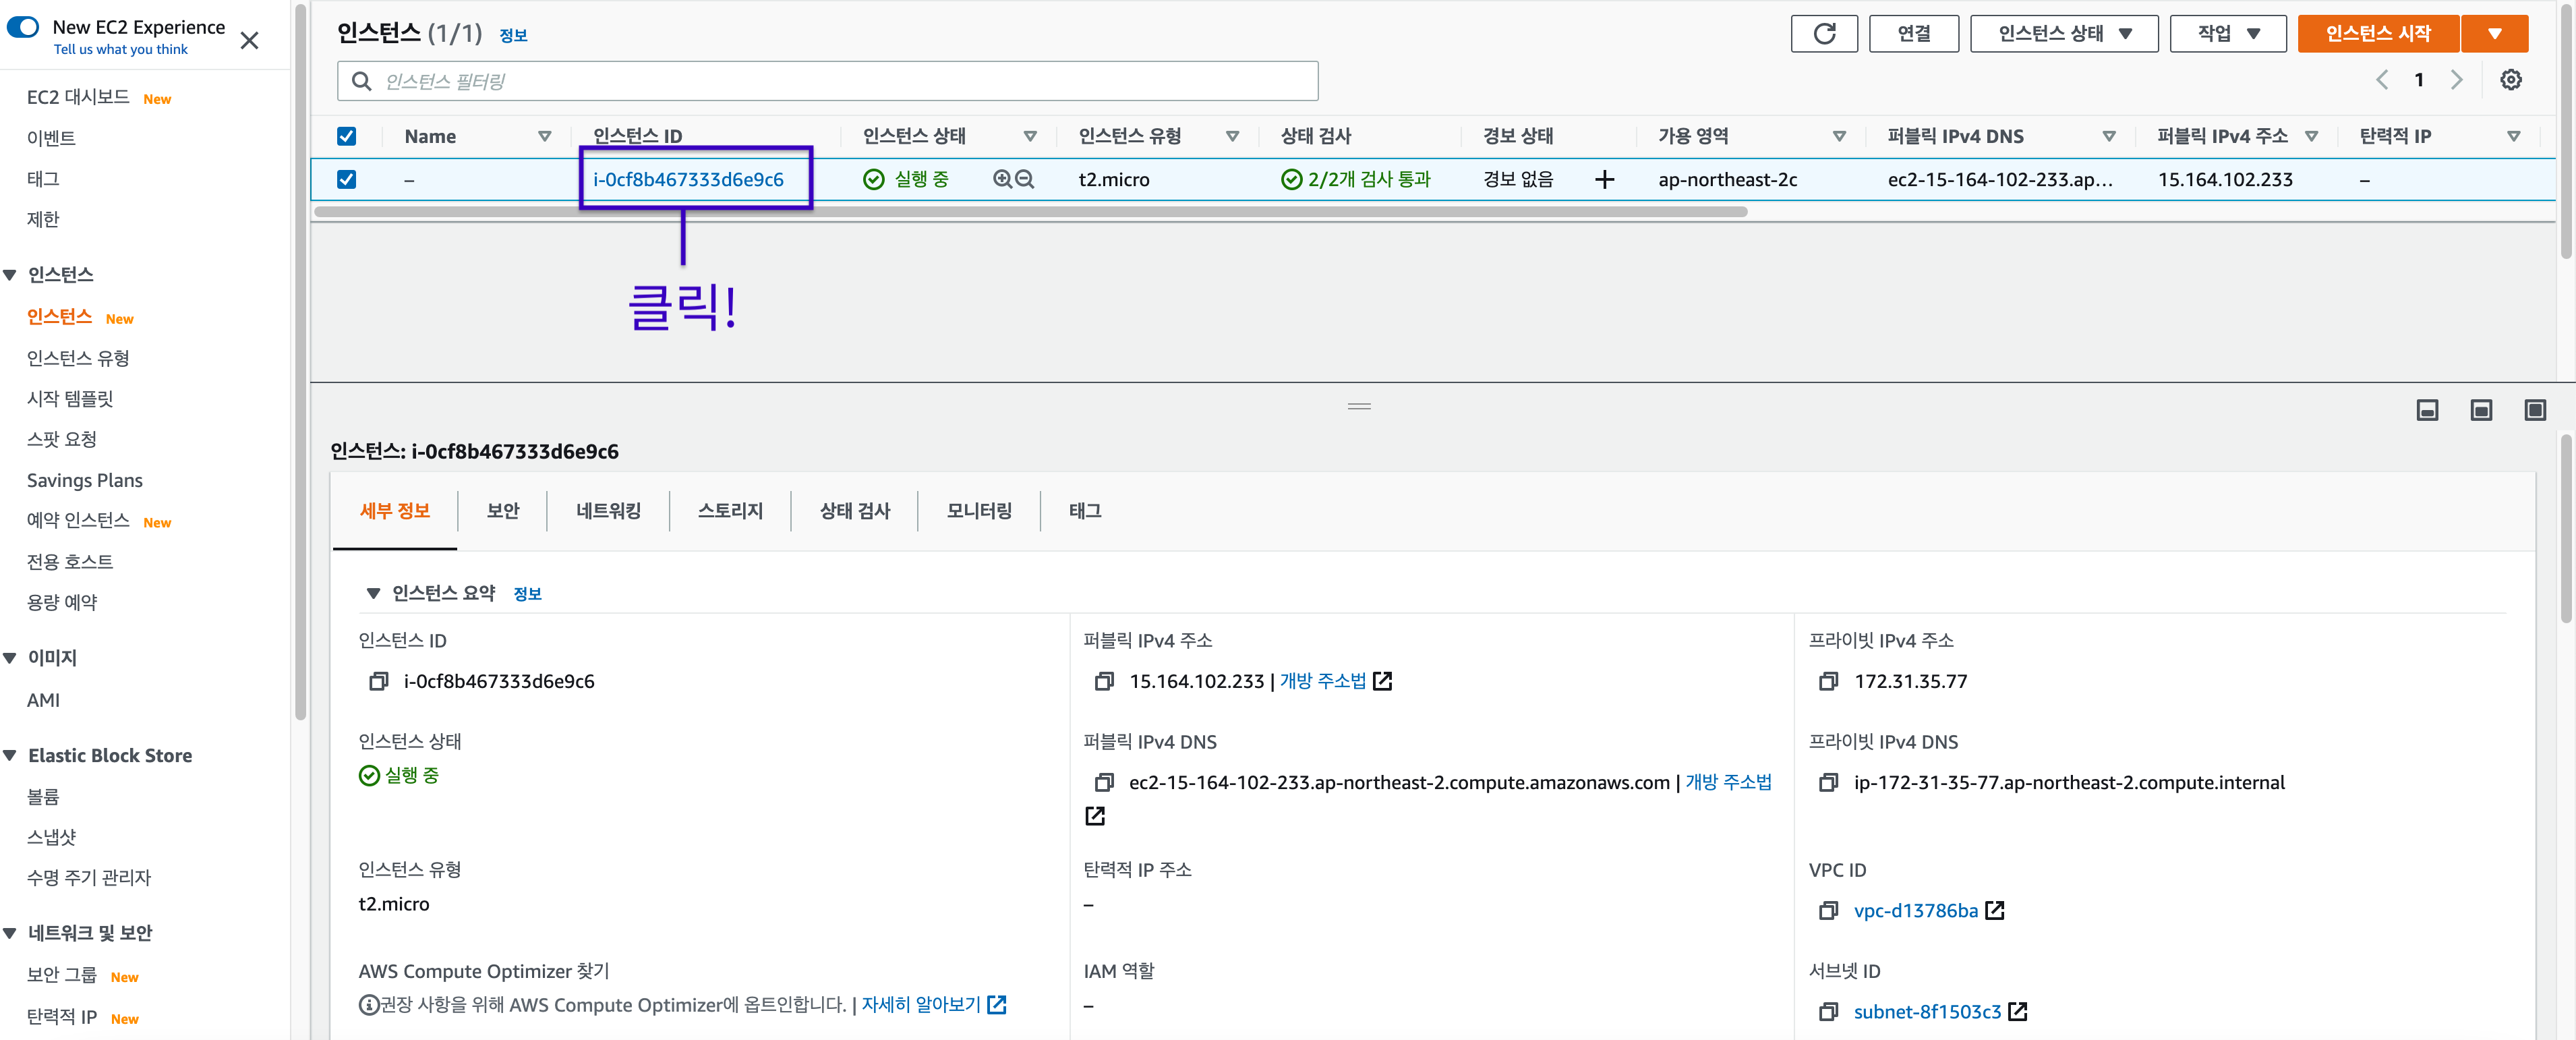 New EC2 Experience
Tell us what you think
EC2 대시보드 New
이벤트
태그
제한
인스턴스
인스턴스 New
인스턴스 유형
시작 템플릿
스팟 요청
Savings Plans
예약 인스턴스 New
전용 호스트
용량 예약
이미지
AMI
Elastic Block Store
볼륨
스냅샷
수명 주기 관리자
네트워크 및 보안
보안 그룹 New
탄력적 IP New
인스턴스 (1/1) 정보
연결
인스턴스 상태
작업
인스턴스 시작
인스턴스 필터링
1
Name 인스턴스 ID 인스턴스 상태 인스턴스 유형 상태 검사 경보 상태 가용 영역 퍼블릭 IPv4 DNS 퍼블릭 IPv4 주소 탄력적 IP
– i-0cf8b467333d6e9c6 실행 중 t2.micro 2/2개 검사 통과 경보 없음 + ap-northeast-2c ec2-15-164-102-233.ap... 15.164.102.233 –
클릭!
인스턴스: i-0cf8b467333d6e9c6
세부 정보 보안 네트워킹 스토리지 상태 검사 모니터링 태그
인스턴스 요약 정보
인스턴스 ID
i-0cf8b467333d6e9c6
퍼블릭 IPv4 주소
15.164.102.233 | 개방 주소법
프라이빗 IPv4 주소
172.31.35.77
인스턴스 상태
실행 중
퍼블릭 IPv4 DNS
ec2-15-164-102-233.ap-northeast-2.compute.amazonaws.com | 개방 주소법
프라이빗 IPv4 DNS
ip-172-31-35-77.ap-northeast-2.compute.internal
인스턴스 유형
t2.micro
탄력적 IP 주소
–
VPC ID
vpc-d13786ba
AWS Compute Optimizer 찾기
권장 사항을 위해 AWS Compute Optimizer에 옵트인합니다. | 자세히 알아보기
IAM 역할
–
서브넷 ID
subnet-8f1503c3